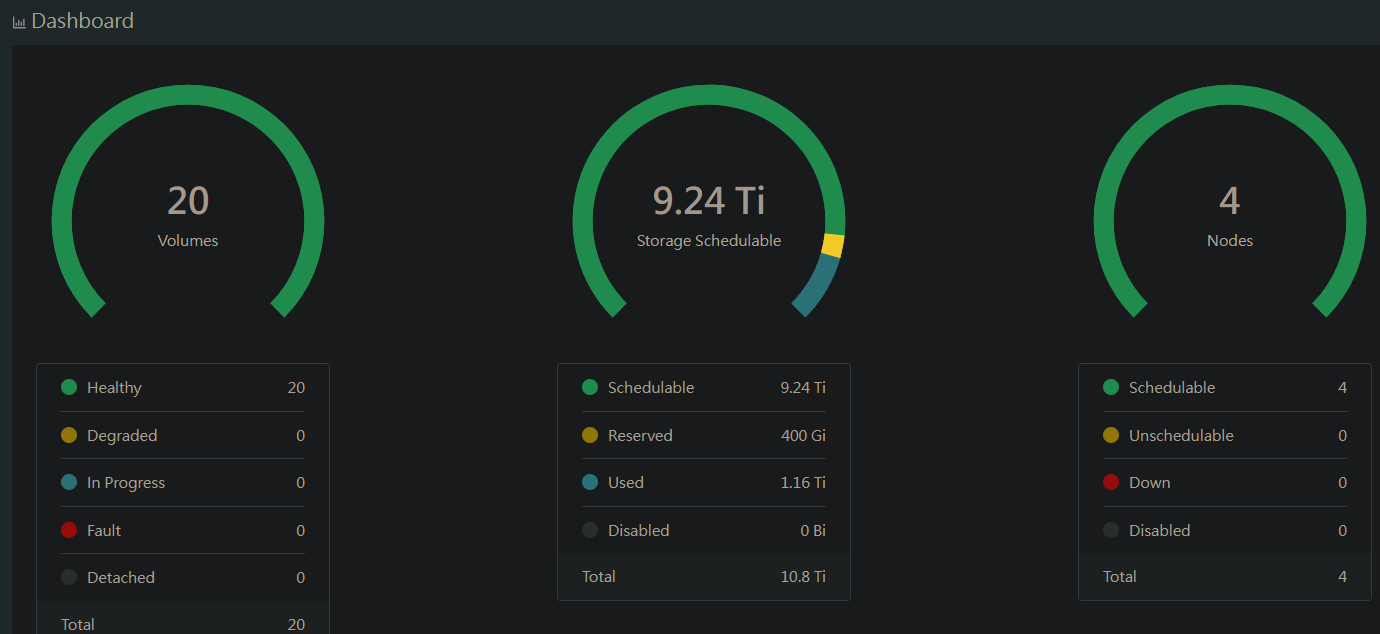 Dashboard
20
Volumes
Healthy 20
Degraded 0
In Progress 0
Fault 0
Detached 0
Total 20
9.24 Ti
Storage Schedulable
Schedulable 9.24 Ti
Reserved 400 Gi
Used 1.16 Ti
Disabled 0 Bi
Total 10.8 Ti
4
Nodes
Schedulable 4
Unschedulable 0
Down 0
Disabled 0
Total 4